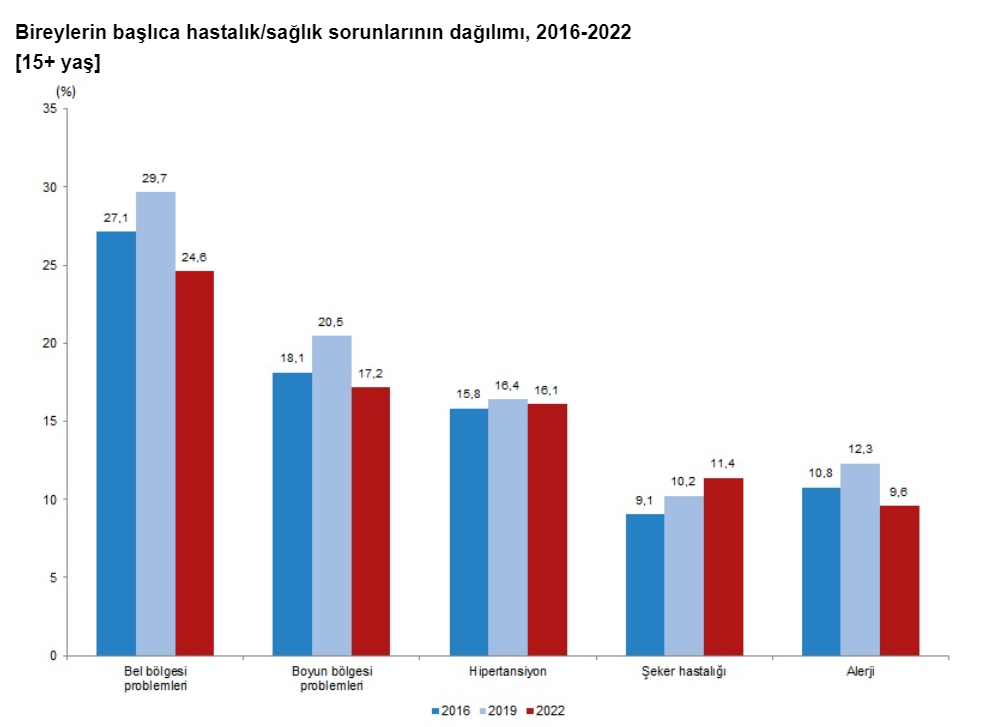 Bireylerin başlıca hastalık/sağlık sorunlarının dağılımı, 2016-2022
[15+ yaş]
(%)
35
30
25
20
15
10
5
0
27,1
29,7
24,6
18,1
20,5
17,2
15,8
16,4
16,1
9,1
10,2
11,4
10,8
12,3
9,6
Bel bölgesi
problemleri
Boyun bölgesi
problemleri
Hipertansiyon
Şeker hastalığı
Alerji
2016 2019 2022